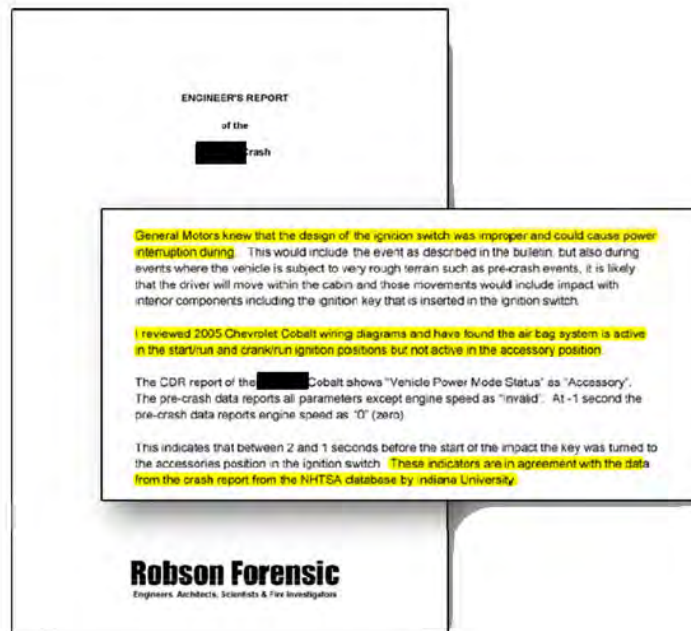 ENGINEER'S REPORT
of the
Crash
General Motors knew that the design of the ignition switch was improper and could cause power
interruption during. This would include the event as described in the bulletin, but also during
events where the vehicle is subject to very rough terrain such as pre-crash events, it is likely
that the driver will move within the cabin and those movements would include impact with
interior components including the ignition key that is inserted in the ignition switch.
I reviewed 2005 Chevrolet Cobalt wiring diagrams and have found the air bag system is active
in the start/run and crank/run ignition positions but not active in the accessory position
The CDR report of the Cobalt shows "Vehicle Power Mode Status" as "Accessory".
The pre-crash data reports all parameters except engine speed as "Invalid". At -1 second the
pre-crash data reports engine speed as "0" (zero)
This indicates that between 2 and 1 seconds before the start of the impact the key was turned to
the accessories position in the ignition switch. These indicators are in agreement with the data
from the crash report from the NHTSA database by Indiana University.
Robson Forensic
Engineers, Architects, Scientists & Fire Investigators